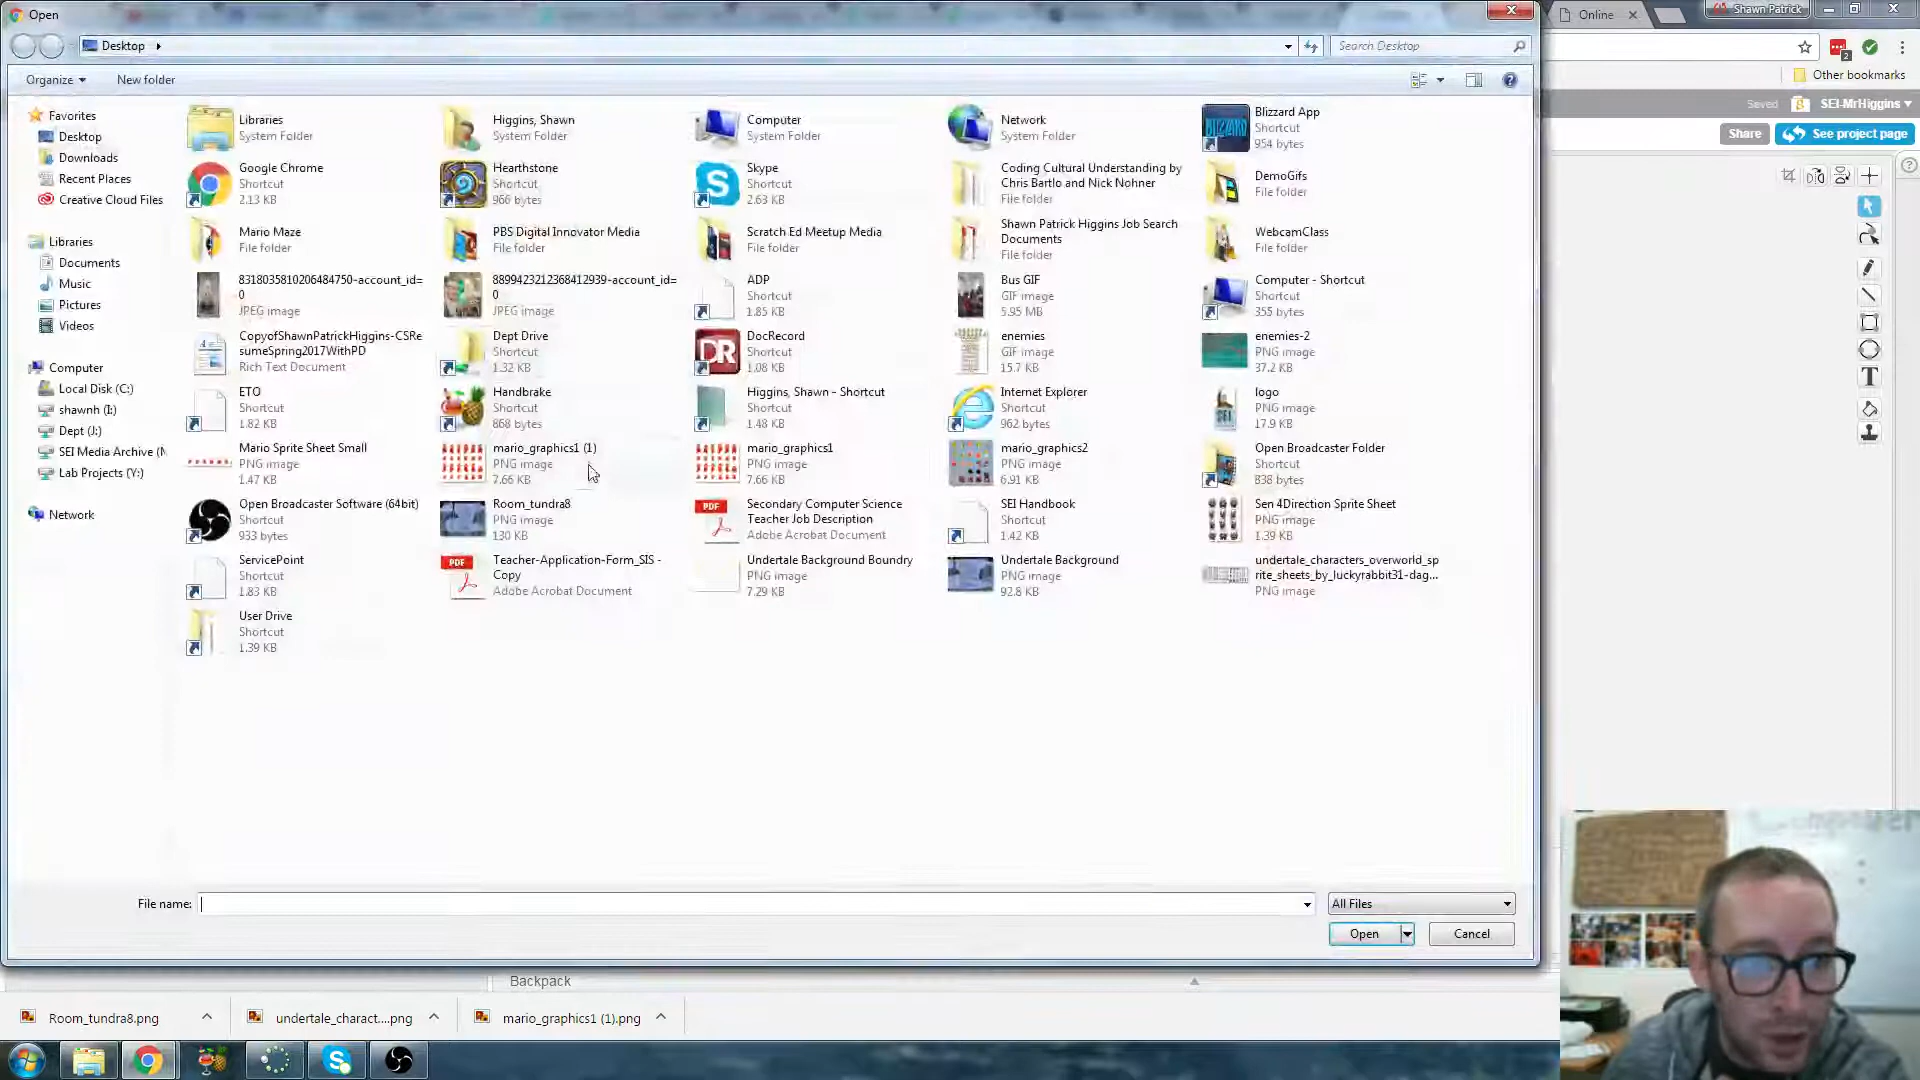 Open
Online
Shawn Patrick
Desktop
Search Desktop
2
Organize
New folder
Other bookmarks
Saved
SEI-MrHiggins
Share
See project page
Favorites
Desktop
Downloads
Recent Places
Creative Cloud Files
Libraries
Documents
Music
Pictures
Videos
Computer
Local Disk (C:)
shawnh (I:)
Dept (J:)
SEI Media Archive (M
Lab Projects (Y:)
Network
Libraries
System Folder
Higgins, Shawn
System Folder
Computer
System Folder
Network
System Folder
Blizzard App
Shortcut
954 bytes
Google Chrome
Shortcut
2.13 KB
Hearthstone
Shortcut
966 bytes
Skype
Shortcut
2.63 KB
Coding Cultural Understanding by
Chris Bartlo and Nick Nohner
File folder
DemoGifs
File folder
Mario Maze
File folder
PBS Digital Innovator Media
File folder
Scratch Ed Meetup Media
File folder
Shawn Patrick Higgins Job Search
Documents
File folder
WebcamClass
File folder
8318035810206484750-account_id=
0
JPEG image
8899423212368412939-account_id=
0
JPEG image
ADP
Shortcut
1.85 KB
Bus GIF
GIF image
5.95 MB
Computer - Shortcut
Shortcut
355 bytes
CopyofShawnPatrickHiggins-CSRe
sumeSpring2017WithPD
Rich Text Document
Dept Drive
Shortcut
1.32 KB
DocRecord
Shortcut
1.08 KB
enemies
GIF image
15.7 KB
enemies-2
PNG image
37.2 KB
ETO
Shortcut
1.82 KB
Handbrake
Shortcut
868 bytes
Higgins, Shawn - Shortcut
Shortcut
1.48 KB
Internet Explorer
Shortcut
962 bytes
logo
PNG image
17.9 KB
Mario Sprite Sheet Small
PNG image
1.47 KB
mario_graphics1 (1)
PNG image
7.66 KB
mario_graphics1
PNG image
7.66 KB
mario_graphics2
PNG image
6.91 KB
Open Broadcaster Folder
Shortcut
838 bytes
Open Broadcaster Software (64bit)
Shortcut
933 bytes
Room_tundra8
PNG image
130 KB
Secondary Computer Science
Teacher Job Description
Adobe Acrobat Document
SEI Handbook
Shortcut
1.42 KB
Sen 4Direction Sprite Sheet
PNG image
1.39 KB
ServicePoint
Shortcut
1.83 KB
Teacher-Application-Form_SIS -
Copy
Adobe Acrobat Document
Undertale Background Boundry
PNG image
7.29 KB
Undertale Background
PNG image
92.8 KB
undertale_characters_overworld_sp
rite_sheets_by_luckyrabbit31-dag...
PNG image
User Drive
Shortcut
1.39 KB
File name:
All Files
Open
Cancel
Backpack
Room_tundra8.png
undertale_charact....png
mario_graphics1 (1).png